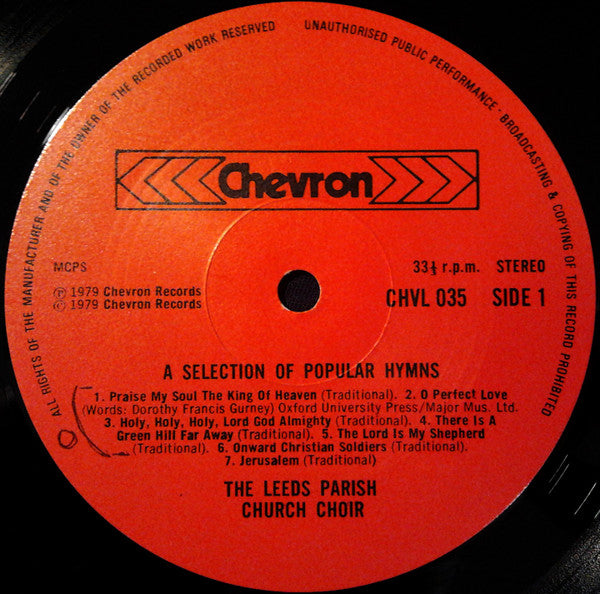 ALL RIGHTS OF THE MANUFACTURER AND OF THE OWNER OF THE RECORDED WORK RESERVED
UNAUTHORISED PUBLIC PERFORMANCE · BROADCASTING & COPYING OF THIS RECORD PROHIBITED
Chevron
MCPS
33⅓ r.p.m. STEREO
℗ 1979 Chevron Records
© 1979 Chevron Records
CHVL 035 SIDE 1
A SELECTION OF POPULAR HYMNS
1. Praise My Soul The King Of Heaven (Traditional). 2. O Perfect Love
(Words: Dorothy Francis Gurney) Oxford University Press/Major Mus. Ltd.
3. Holy, Holy, Holy, Lord God Almighty (Traditional). 4. There Is A
Green Hill Far Away (Traditional). 5. The Lord Is My Shepherd
(Traditional). 6. Onward Christian Soldiers (Traditional).
7. Jerusalem (Traditional)
THE LEEDS PARISH
CHURCH CHOIR